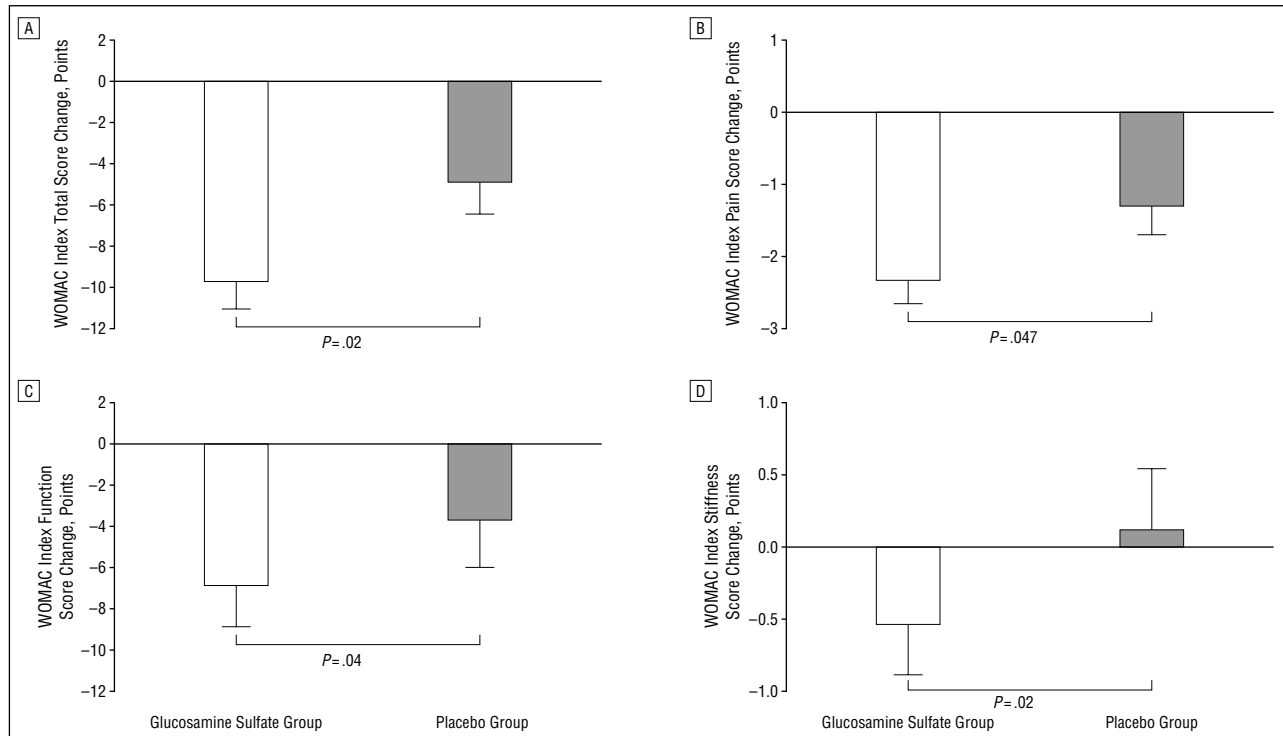 A
WOMAC Index Total Score Change, Points
2
0
−2
−4
−6
−8
−10
−12
P = .02
B
WOMAC Index Pain Score Change, Points
1
0
−1
−2
−3
P = .047
C
WOMAC Index Function
Score Change, Points
2
0
−2
−4
−6
−8
−10
−12
P = .04
Glucosamine Sulfate Group
Placebo Group
D
WOMAC Index Stiffness
Score Change, Points
1.0
0.5
0.0
−0.5
−1.0
P = .02
Glucosamine Sulfate Group
Placebo Group